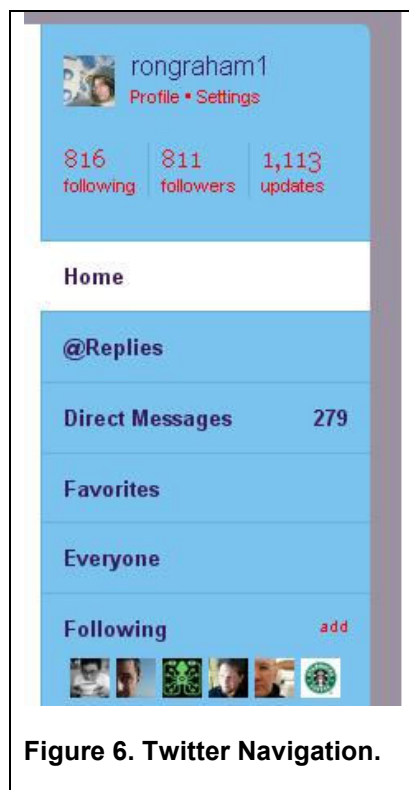 rongraham1
Profile • Settings
816 811 1,113
following followers updates
Home
@Replies
Direct Messages 279
Favorites
Everyone
Following add
Figure 6. Twitter Navigation.